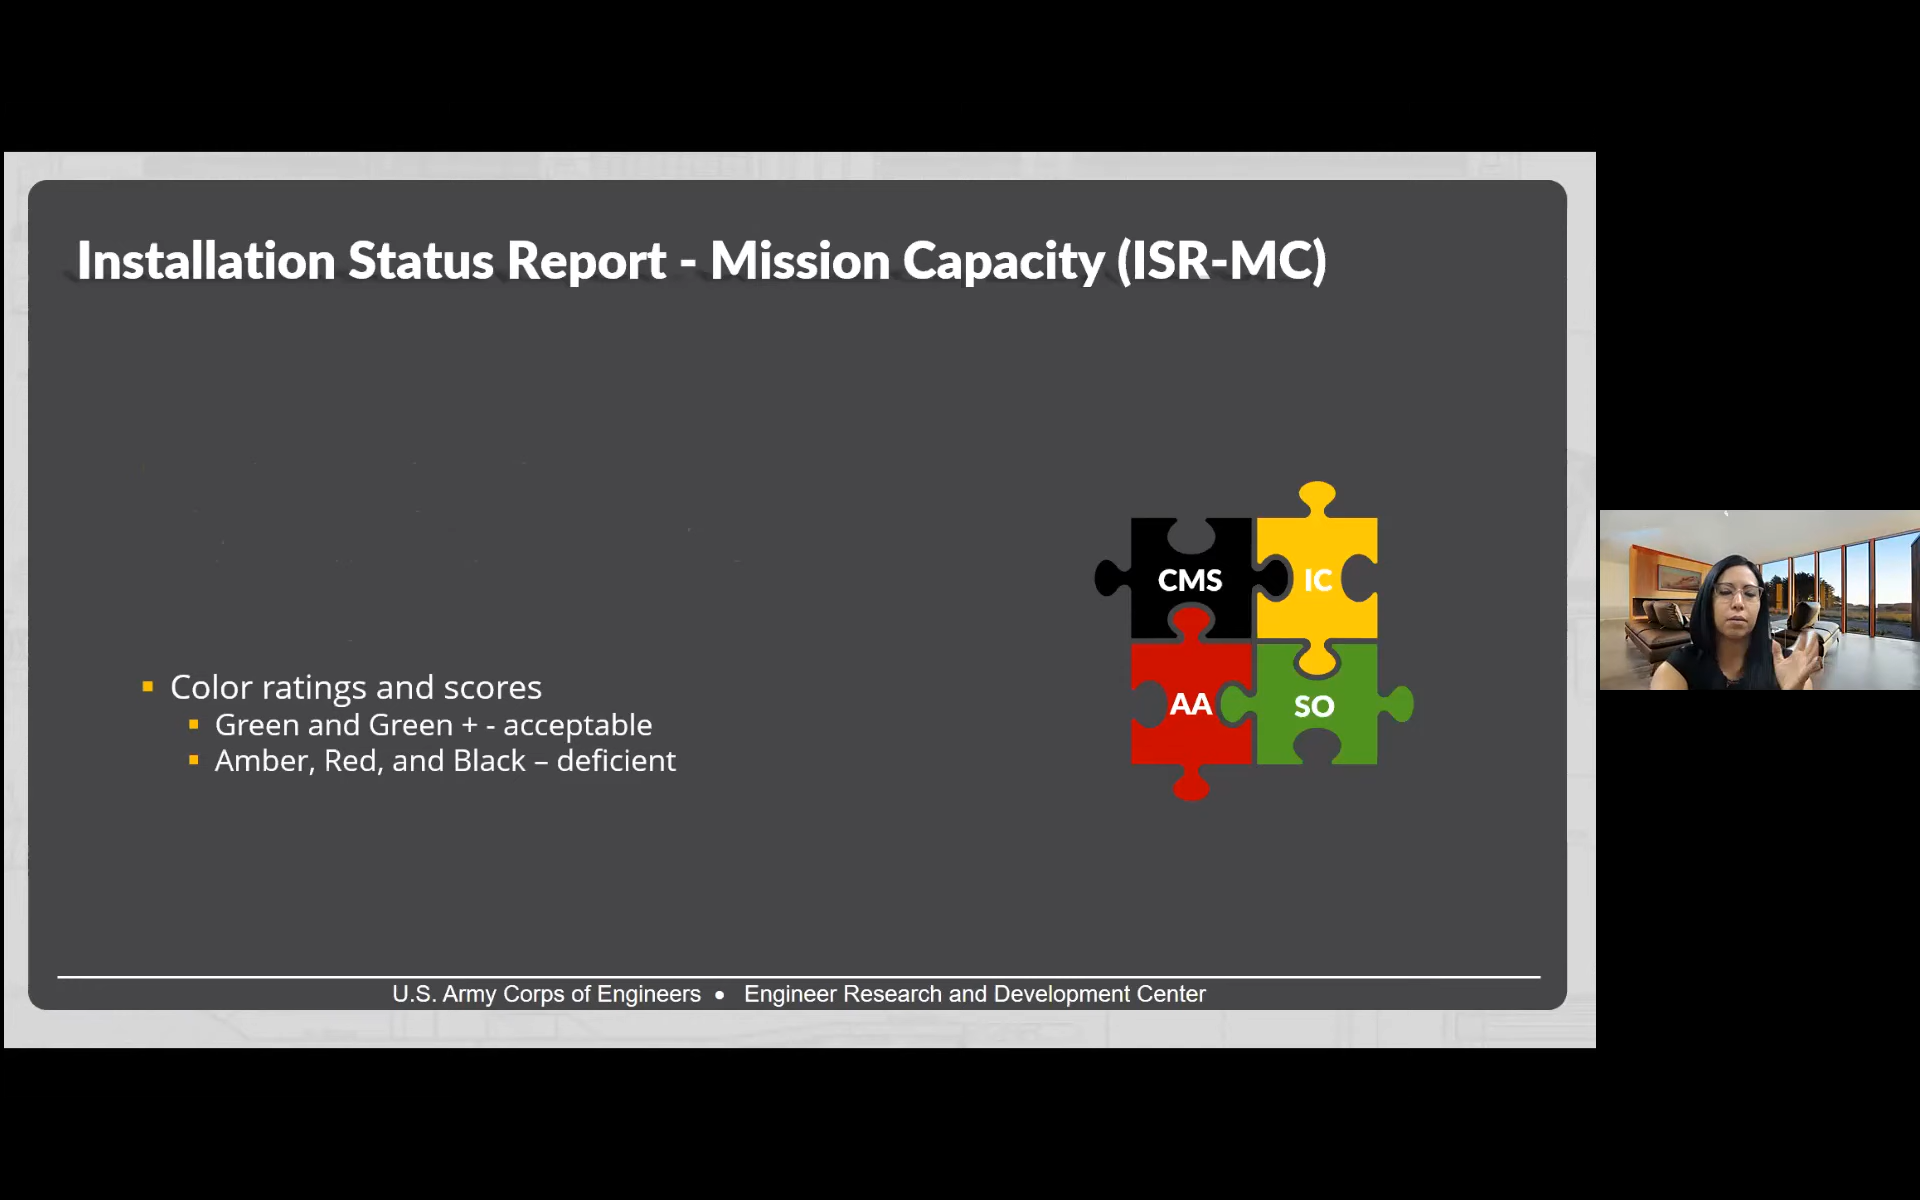 Installation Status Report - Mission Capacity (ISR-MC)
CMS IC
AA SO
Color ratings and scores
Green and Green + - acceptable
Amber, Red, and Black – deficient
U.S. Army Corps of Engineers • Engineer Research and Development Center